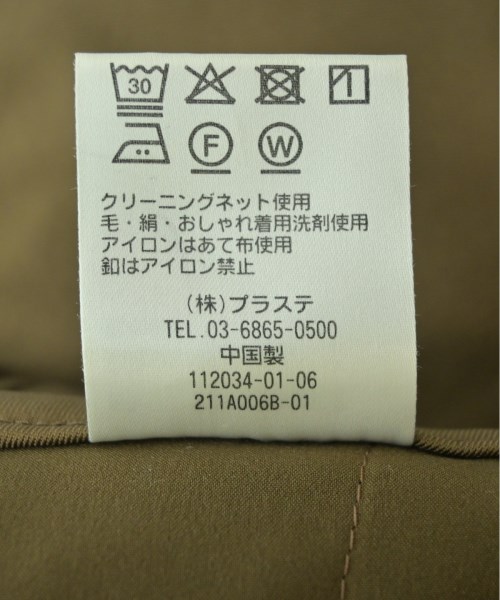 30
F W
クリーニングネット使用
毛・絹・おしゃれ着用洗剤使用
アイロンはあて布使用
釦はアイロン禁止
(株)プラステ
TEL.03-6865-0500
中国製
112034-01-06
211A006B-01